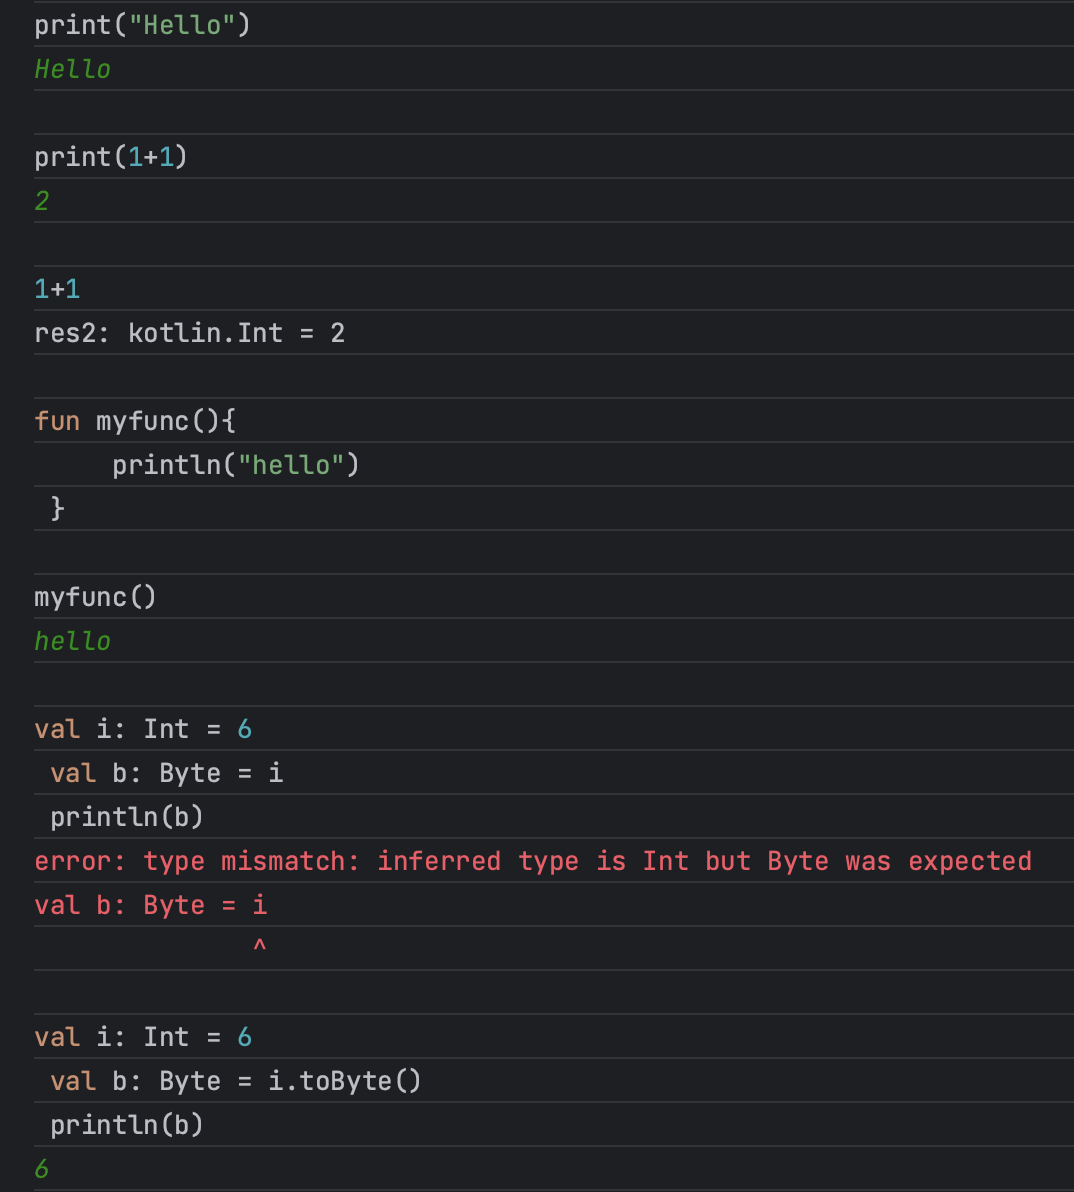 print("Hello")
Hello
print(1+1)
2
1+1
res2: kotlin.Int = 2
fun myfunc(){
     println("hello")
 }
myfunc()
hello
val i: Int = 6
 val b: Byte = i
 println(b)
error: type mismatch: inferred type is Int but Byte was expected
val b: Byte = i
              ^
val i: Int = 6
 val b: Byte = i.toByte()
 println(b)
6